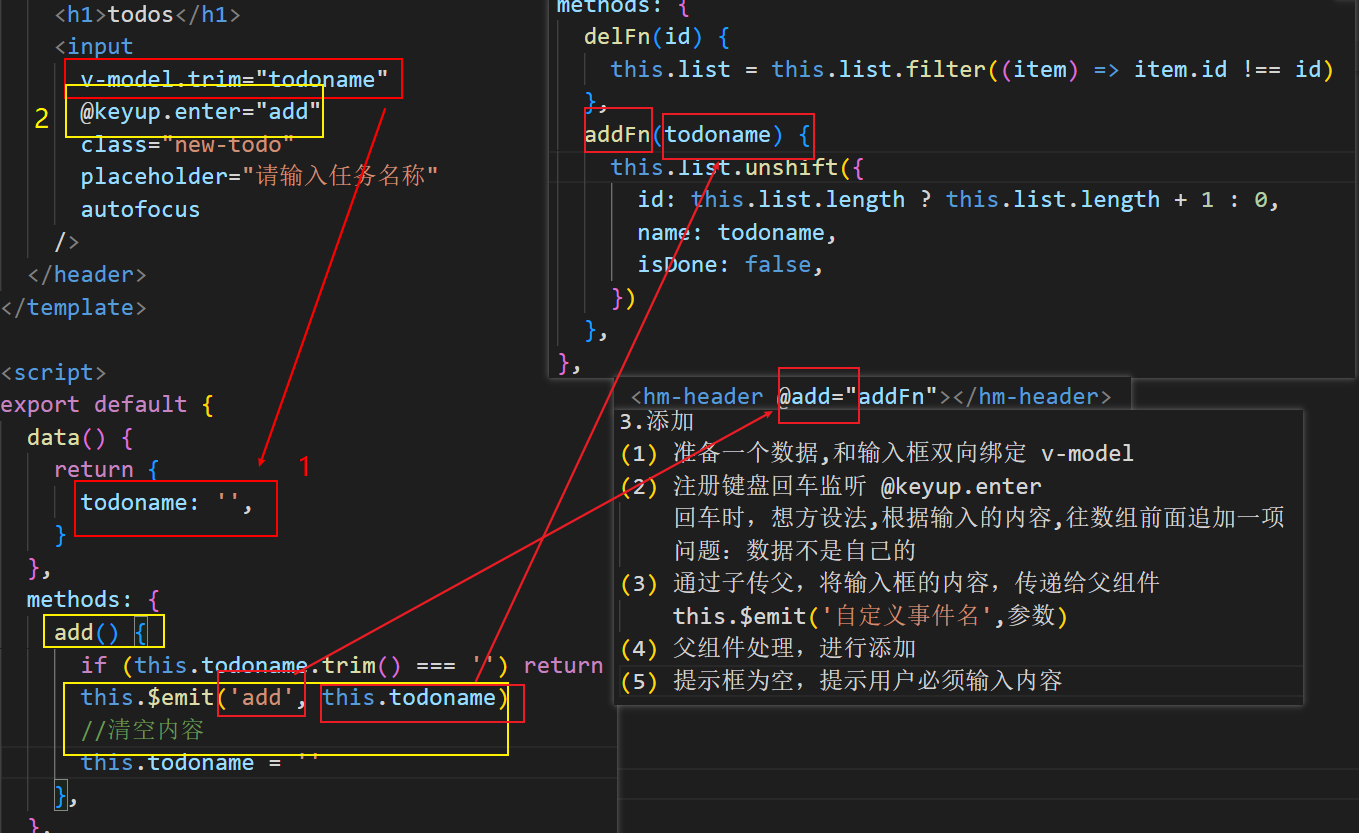 <h1>todos</h1>
<input
v-model.trim="todoname"
2
@keyup.enter="add"
class="new-todo"
placeholder="请输入任务名称"
autofocus
/>
</header>
</template>
<script>
export default {
data() {
return {
1
todoname: '',
}
},
methods: {
add() {
if (this.todoname.trim() === '') return
this.$emit('add', this.todoname)
//清空内容
this.todoname = ''
},
},
methods: {
delFn(id) {
this.list = this.list.filter((item) => item.id !== id)
},
addFn(todoname) {
this.list.unshift({
id: this.list.length ? this.list.length + 1 : 0,
name: todoname,
isDone: false,
})
},
},
<hm-header @add="addFn"></hm-header>
3.添加
(1) 准备一个数据,和输入框双向绑定 v-model
(2) 注册键盘回车监听 @keyup.enter
回车时, 想方设法,根据输入的内容,往数组前面追加一项
问题: 数据不是自己的
(3) 通过子传父, 将输入框的内容, 传递给父组件
this.$emit('自定义事件名',参数)
(4) 父组件处理, 进行添加
(5) 提示框为空, 提示用户必须输入内容